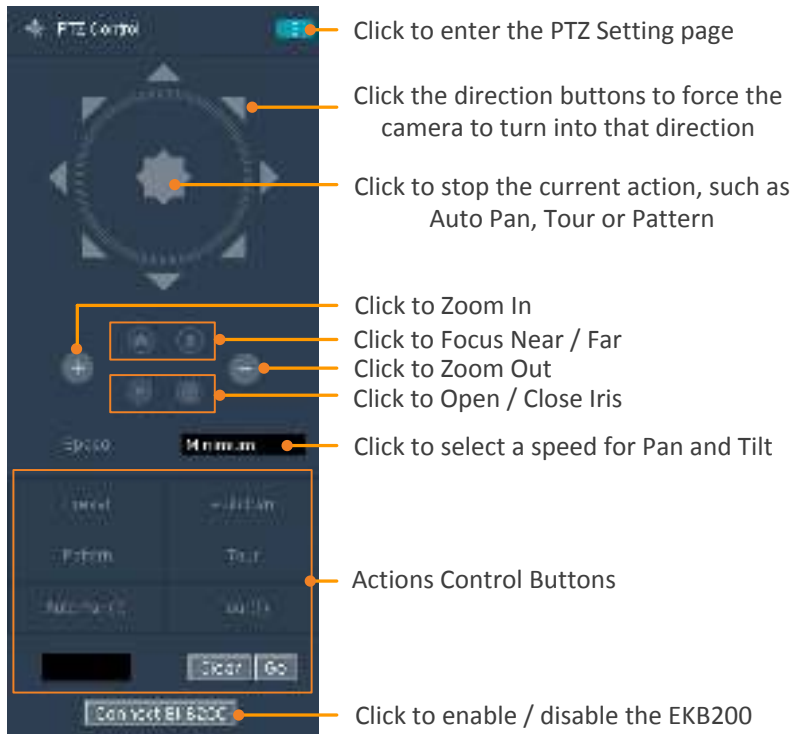 PTZ Control
Click to enter the PTZ Setting page
Click the direction buttons to force the
camera to turn into that direction
Click to stop the current action, such as
Auto Pan, Tour or Pattern
Click to Zoom In
Click to Focus Near / Far
Click to Zoom Out
Click to Open / Close Iris
Speed Minimum
Click to select a speed for Pan and Tilt
Pattern Tour
Actions Control Buttons
Clear Go
Connect EKB200
Click to enable / disable the EKB200